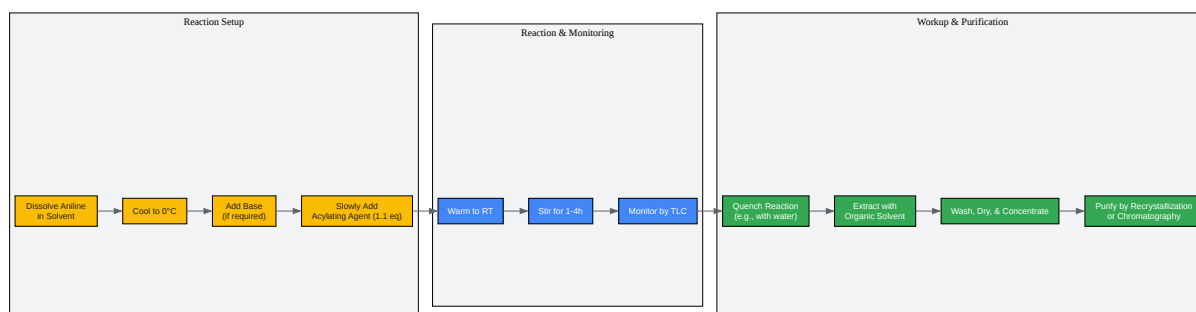 Reaction Setup
Dissolve Aniline
in Solvent
Cool to 0°C
Add Base
(if required)
Slowly Add
Acylating Agent (1.1 eq)
Reaction & Monitoring
Warm to RT
Stir for 1-4h
Monitor by TLC
Workup & Purification
Quench Reaction
(e.g., with water)
Extract with
Organic Solvent
Wash, Dry, & Concentrate
Purify by Recrystallization
or Chromatography